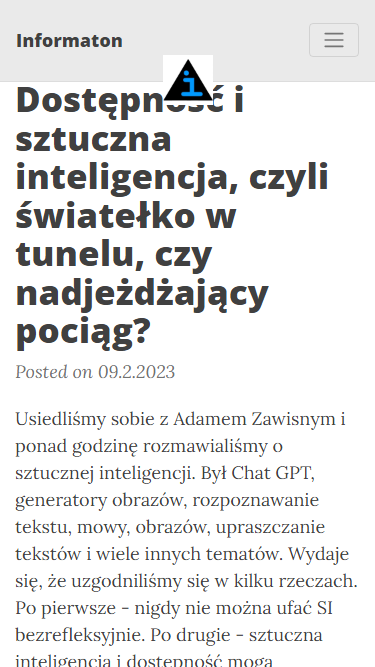 Informaton
Dostępność i
sztuczna
inteligencja, czyli
światełko w
tunelu, czy
nadjeżdżający
pociąg?
Posted on 09.2.2023
Usiedliśmy sobie z Adamem Zawisnym i
ponad godzinę rozmawialiśmy o
sztucznej inteligencji. Był Chat GPT,
generatory obrazów, rozpoznawanie
tekstu, mowy, obrazów, upraszczanie
tekstów i wiele innych tematów. Wydaje
się, że uzgodniliśmy się w kilku rzeczach.
Po pierwsze - nigdy nie można ufać SI
bezrefleksyjnie. Po drugie - sztuczna
inteligencja i dostępność mogą